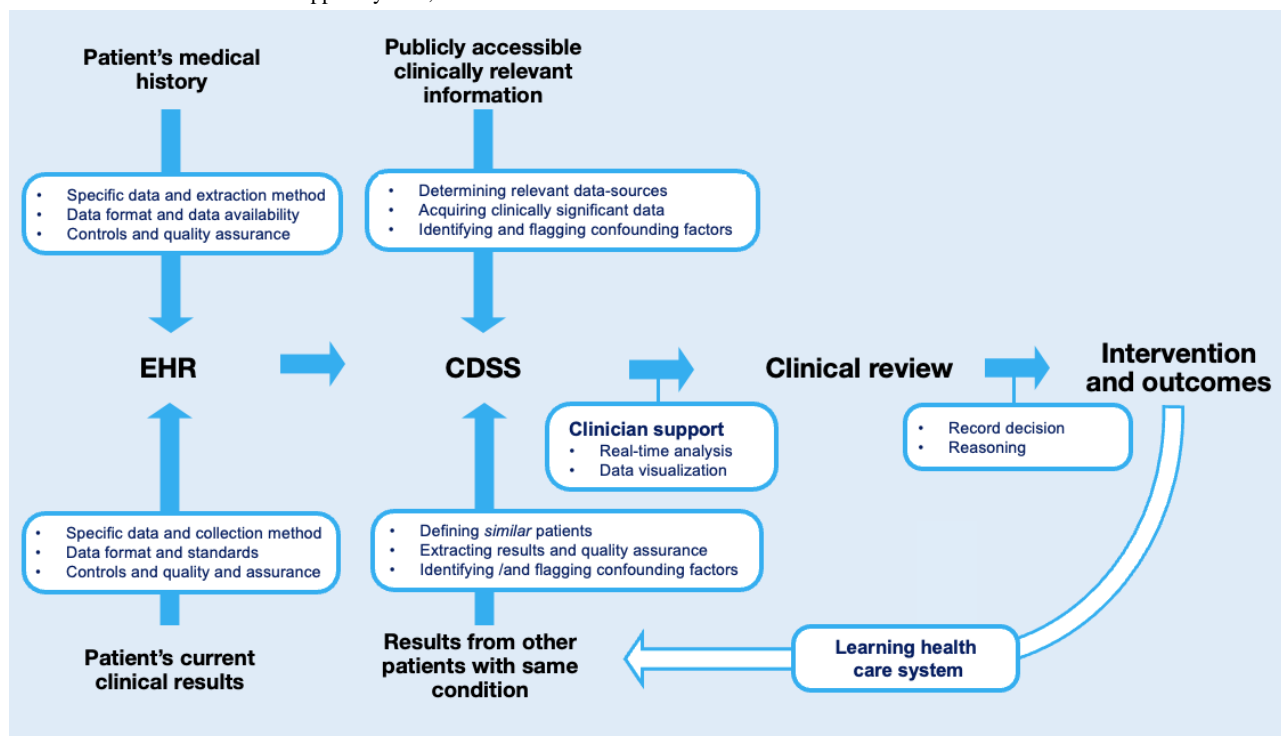 Patient's medical
history
Publicly accessible
clinically relevant
information
• Specific data and extraction method
• Data format and data availability
• Controls and quality assurance
• Determining relevant data-sources
• Acquiring clinically significant data
• Identifying and flagging confounding factors
EHR
CDSS
Clinical review
Intervention
and outcomes
Clinician support
• Real-time analysis
• Data visualization
• Record decision
• Reasoning
• Specific data and collection method
• Data format and standards
• Controls and quality and assurance
• Defining similar patients
• Extracting results and quality assurance
• Identifying /and flagging confounding factors
Patient's current
clinical results
Results from other
patients with same
condition
Learning health
care system